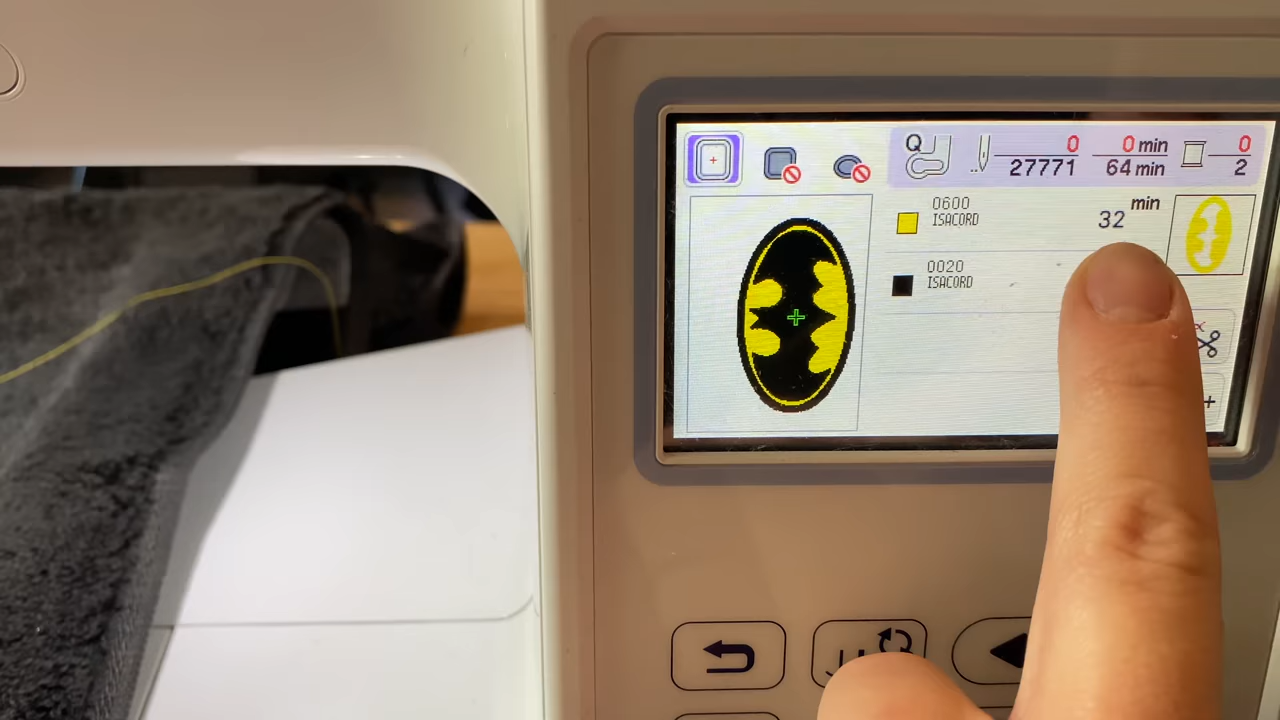 Q 0 0 min 0
27771 64 min 2
0600 min
ISACORD 32
0020
ISACORD